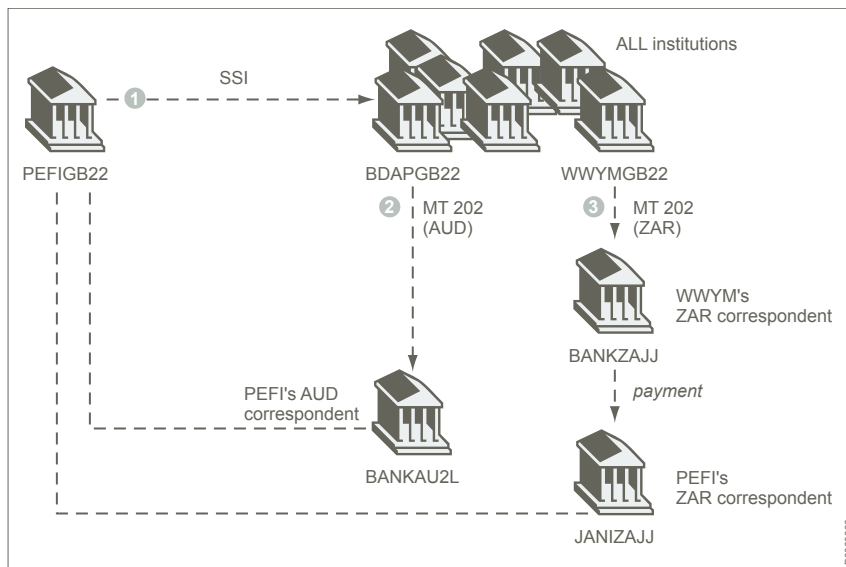 ALL institutions
SSI
1
PEFIGB22
BDAPGB22
WWYMGB22
2
MT 202
(AUD)
3
MT 202
(ZAR)
WWYM's
ZAR correspondent
BANKZAJJ
payment
PEFI's AUD
correspondent
BANKAU2L
PEFI's
ZAR correspondent
JANIZAJJ